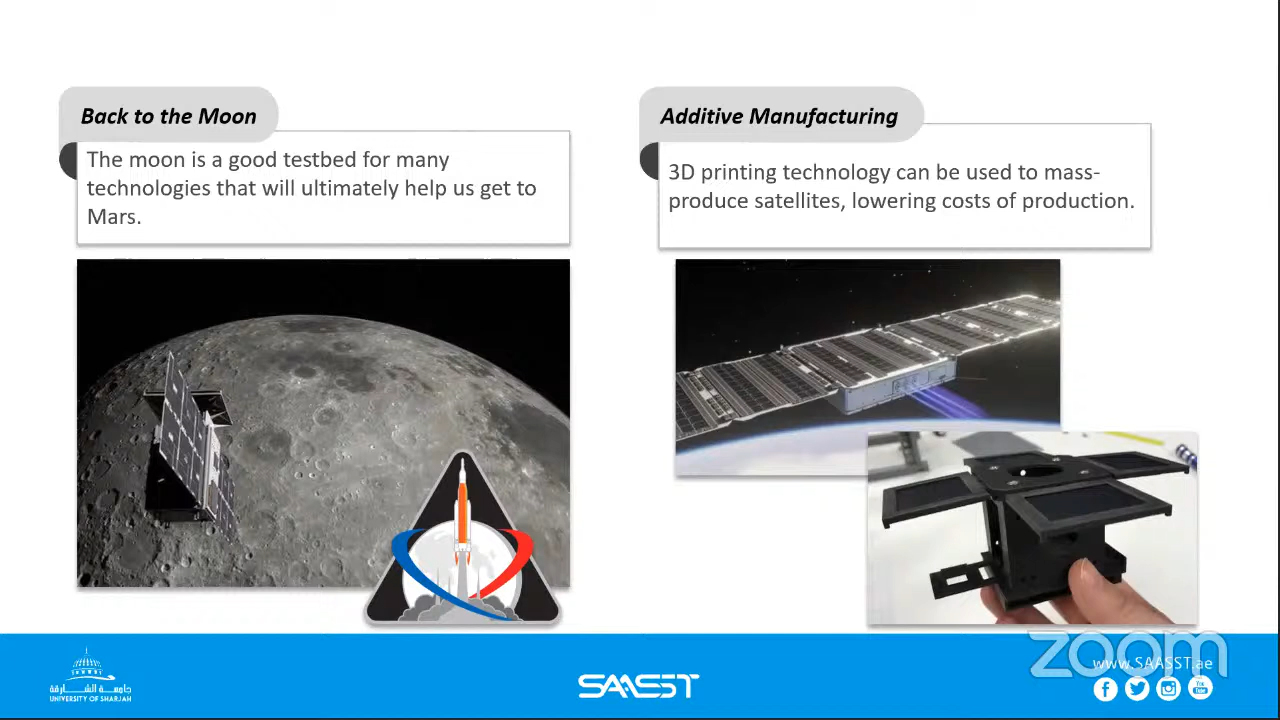 Back to the Moon
The moon is a good testbed for many
technologies that will ultimately help us get to
Mars.
Additive Manufacturing
3D printing technology can be used to mass-
produce satellites, lowering costs of production.
جامعة الشارقة
UNIVERSITY OF SHARJAH
SAASST
zoom
www.SAASST.ae
You
Tube